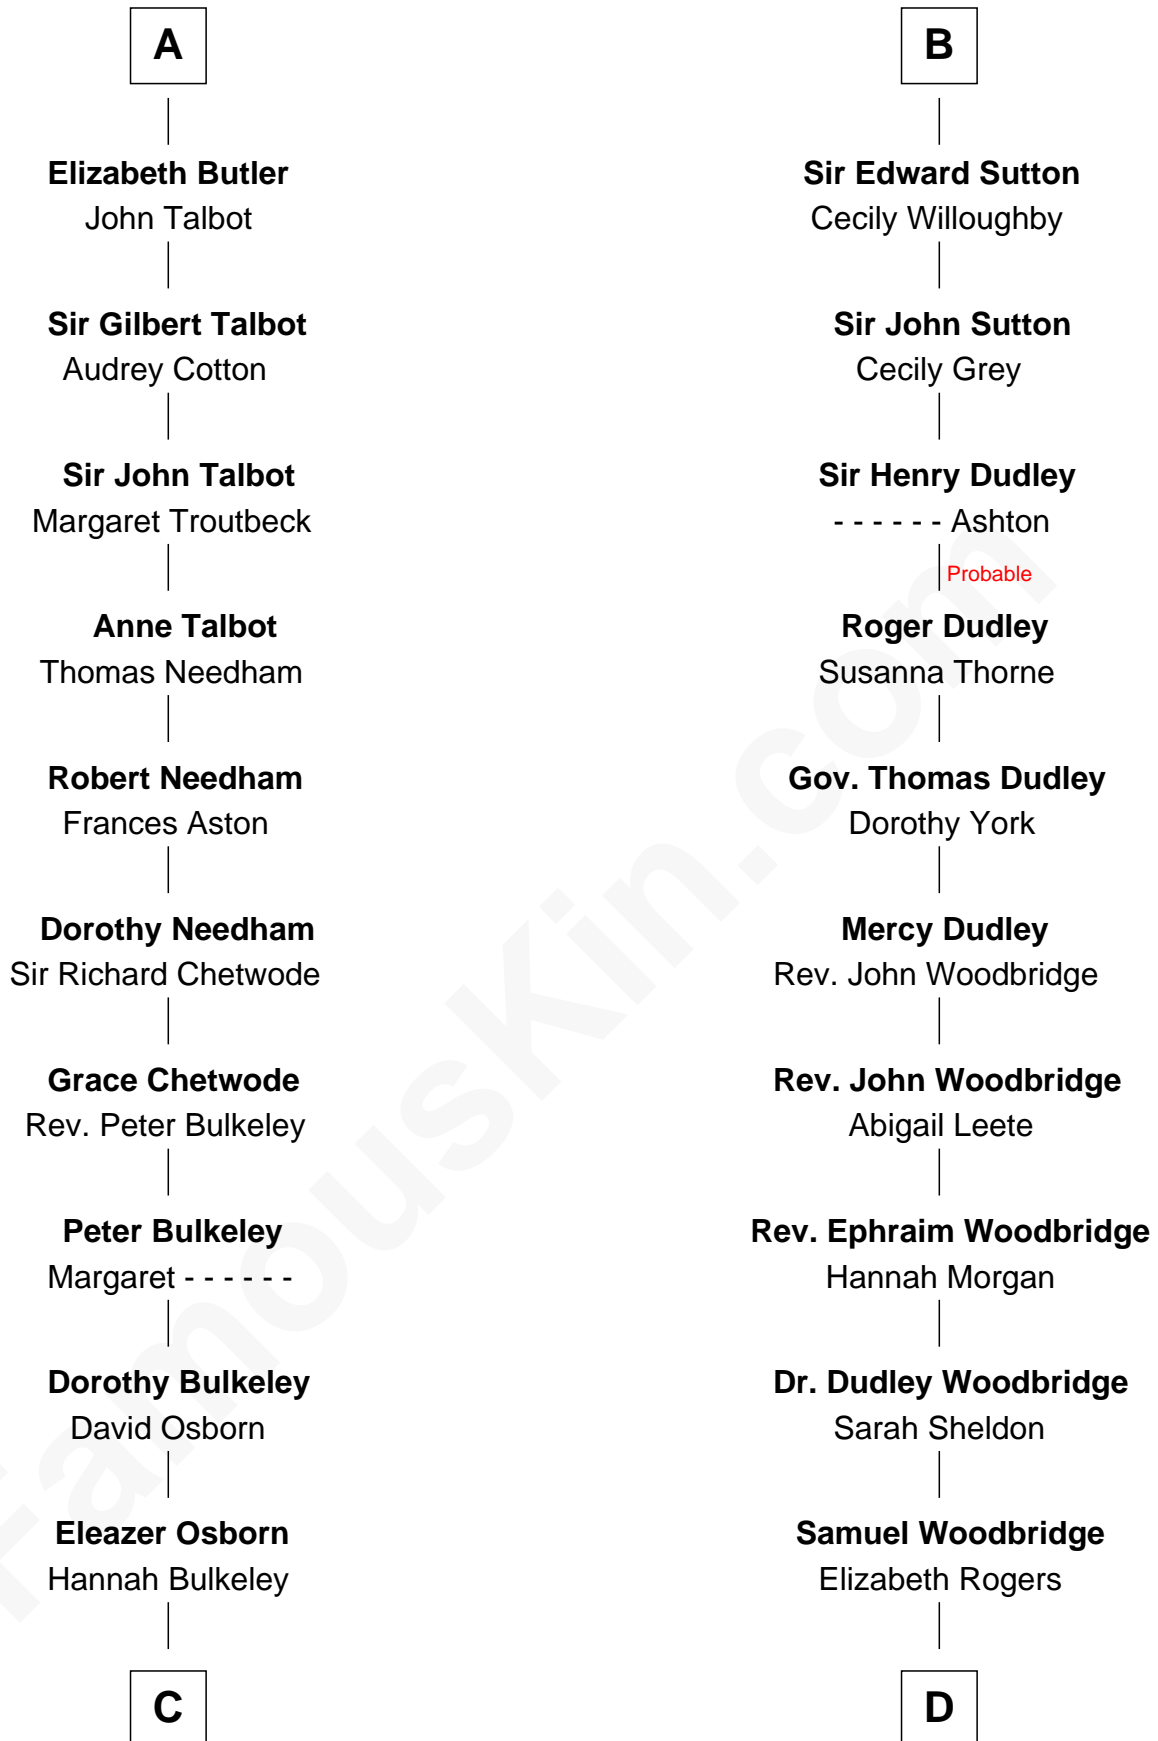 A
Elizabeth Butler
John Talbot
Sir Gilbert Talbot
Audrey Cotton
Sir John Talbot
Margaret Troutbeck
Anne Talbot
Thomas Needham
Robert Needham
Frances Aston
Dorothy Needham
Sir Richard Chetwode
Grace Chetwode
Rev. Peter Bulkeley
Peter Bulkeley
Margaret - - - - - -
Dorothy Bulkeley
David Osborn
Eleazer Osborn
Hannah Bulkeley
C
B
Sir Edward Sutton
Cecily Willoughby
Sir John Sutton
Cecily Grey
Sir Henry Dudley
- - - - - - Ashton
Probable
Roger Dudley
Susanna Thorne
Gov. Thomas Dudley
Dorothy York
Mercy Dudley
Rev. John Woodbridge
Rev. John Woodbridge
Abigail Leete
Rev. Ephraim Woodbridge
Hannah Morgan
Dr. Dudley Woodbridge
Sarah Sheldon
Samuel Woodbridge
Elizabeth Rogers
D
FamousKin.com